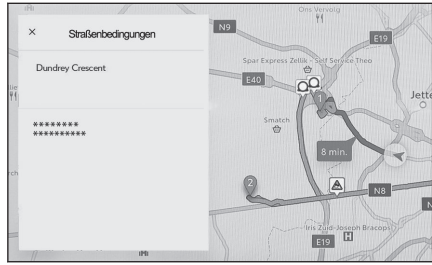 Straßenbedingungen
Dundrey Crescent
********
**********
Ons Vervalg
N9
E19
Spar Express Zellik - Self Service Theo
E40
1
Jette
Smatch
8 min.
2
N8
Iris Zuid-Joseph Bracops
H
E19